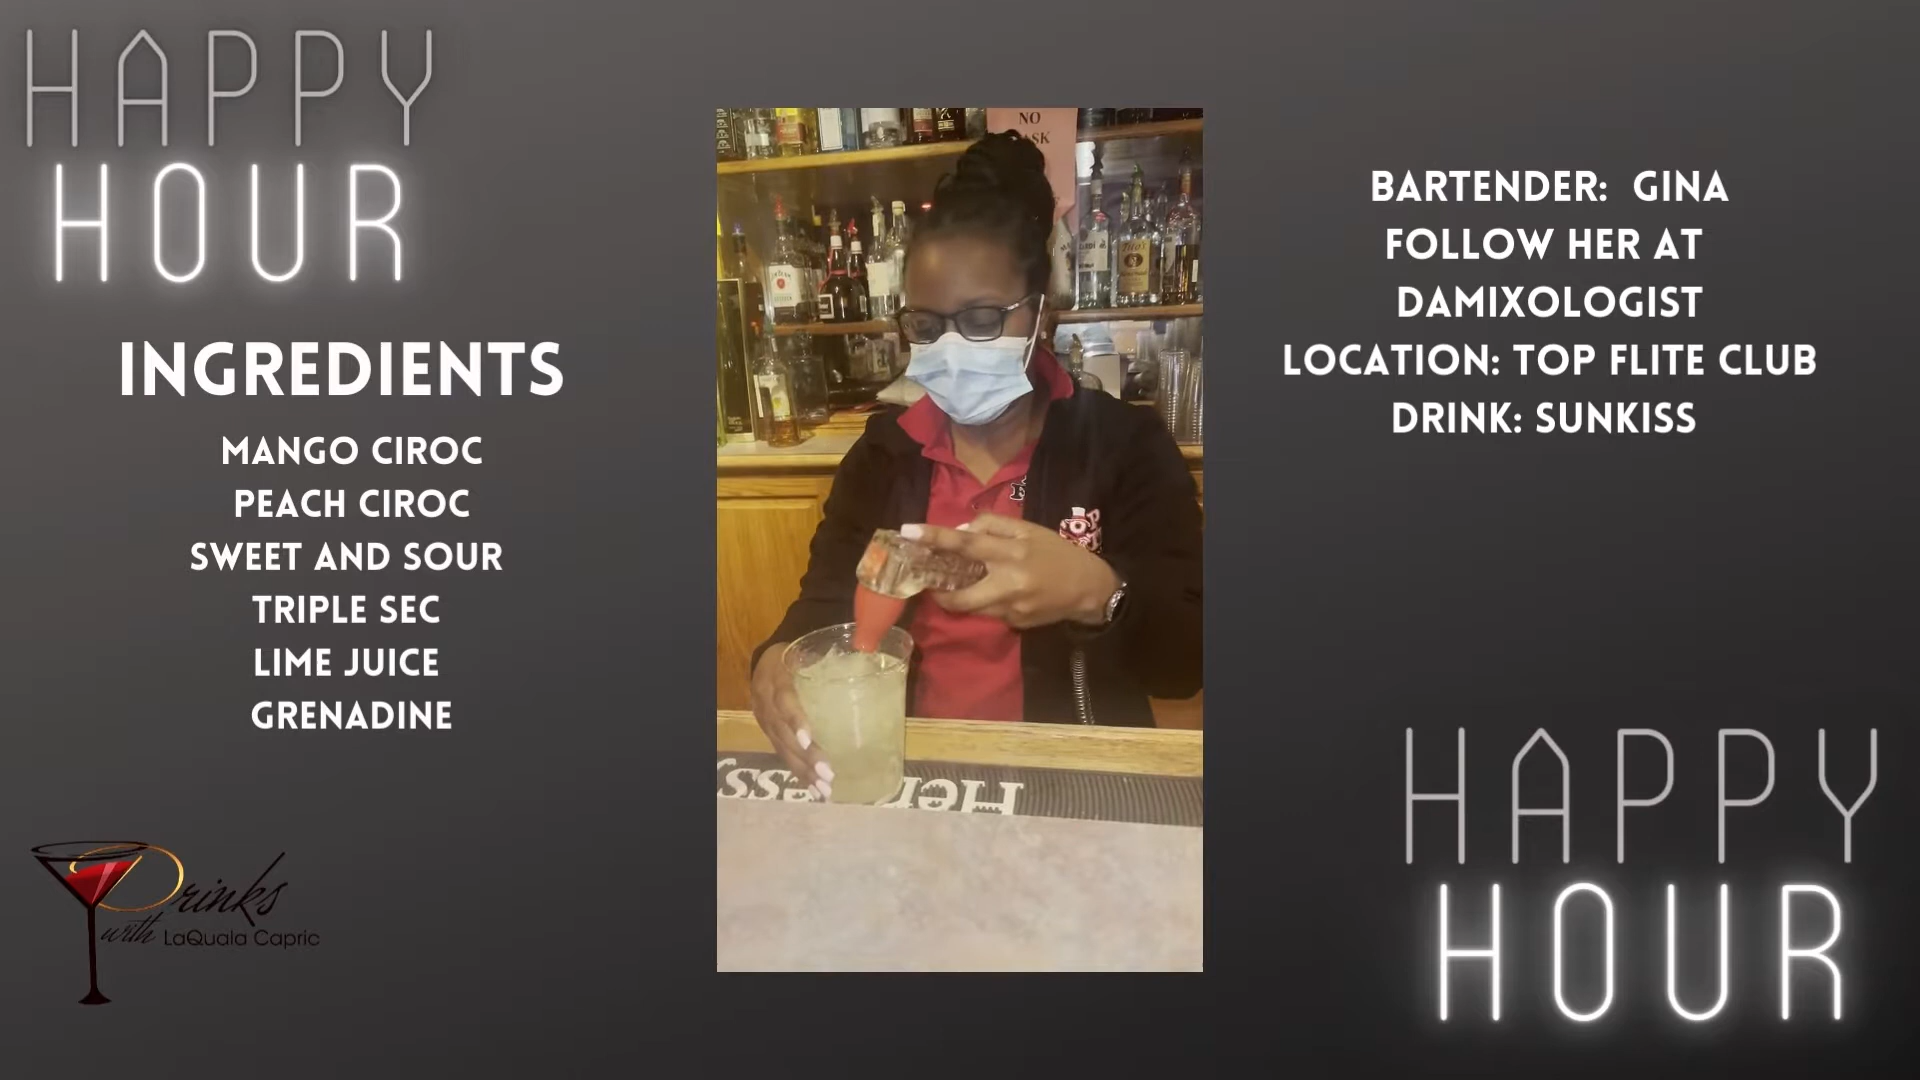 HAPPY
HOUR
INGREDIENTS
MANGO CIROC
PEACH CIROC
SWEET AND SOUR
TRIPLE SEC
LIME JUICE
GRENADINE
Drinks
with LaQuala Capric
NO
BARTENDER: GINA
FOLLOW HER AT
DAMIXOLOGIST
LOCATION: TOP FLITE CLUB
DRINK: SUNKISS
HAPPY
HOUR